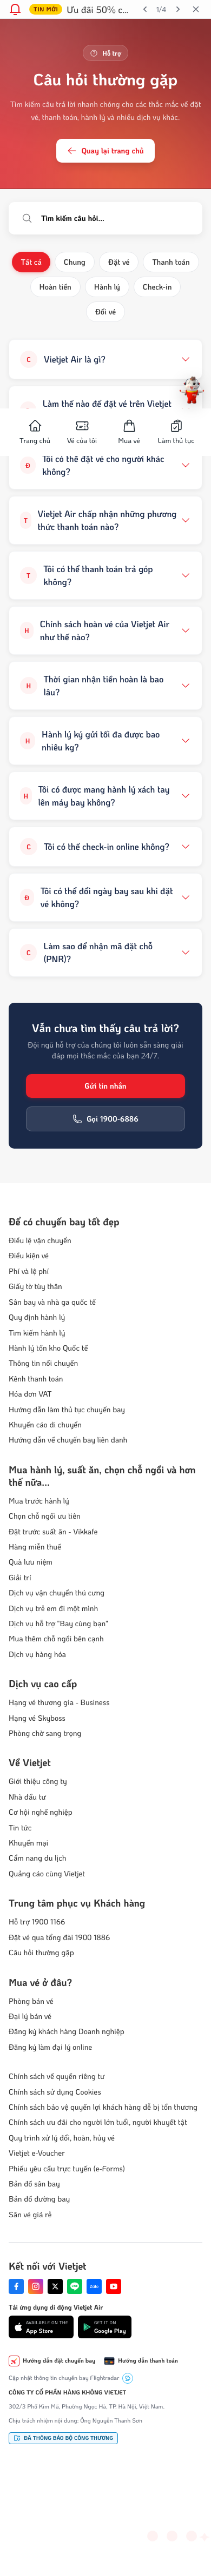 TIN MỚI Ưu đãi 50% c... 1/4
Hỗ trợ
Câu hỏi thường gặp
Tìm kiếm câu trả lời nhanh chóng cho các thắc mắc về đặt
vé, thanh toán, hành lý và nhiều dịch vụ khác.
Quay lại trang chủ
Tìm kiếm câu hỏi...
Tất cả
Chung
Đặt vé
Thanh toán
Hoàn tiền
Hành lý
Check-in
Đổi vé
C Vietjet Air là gì?
Làm thế nào để đặt vé trên Vietjet
Trang chủ
Vé của tôi
Mua vé
Làm thủ tục
Đ Tôi có thể đặt vé cho người khác
không?
T Vietjet Air chấp nhận những phương
thức thanh toán nào?
T Tôi có thể thanh toán trả góp
không?
H Chính sách hoàn vé của Vietjet Air
như thế nào?
H Thời gian nhận tiền hoàn là bao
lâu?
H Hành lý ký gửi tối đa được bao
nhiêu kg?
H Tôi có được mang hành lý xách tay
lên máy bay không?
C Tôi có thể check-in online không?
Đ Tôi có thể đổi ngày bay sau khi đặt
vé không?
C Làm sao để nhận mã đặt chỗ
(PNR)?
Vẫn chưa tìm thấy câu trả lời?
Đội ngũ hỗ trợ của chúng tôi luôn sẵn sàng giải
đáp mọi thắc mắc của bạn 24/7.
Gửi tin nhắn
Gọi 1900-6886
Để có chuyến bay tốt đẹp
Điều lệ vận chuyển
Điều kiện vé
Phí và lệ phí
Giấy tờ tùy thân
Sân bay và nhà ga quốc tế
Quy định hành lý
Tìm kiếm hành lý
Hành lý tồn kho Quốc tế
Thông tin nối chuyến
Kênh thanh toán
Hóa đơn VAT
Hướng dẫn làm thủ tục chuyến bay
Khuyến cáo di chuyển
Hướng dẫn về chuyến bay liên danh
Mua hành lý, suất ăn, chọn chỗ ngồi và hơn
thế nữa...
Mua trước hành lý
Chọn chỗ ngồi ưu tiên
Đặt trước suất ăn - Vikkafe
Hàng miễn thuế
Quà lưu niệm
Giải trí
Dịch vụ vận chuyển thú cưng
Dịch vụ trẻ em đi một mình
Dịch vụ hỗ trợ "Bay cùng bạn"
Mua thêm chỗ ngồi bên cạnh
Dịch vụ hàng hóa
Dịch vụ cao cấp
Hạng vé thương gia - Business
Hạng vé Skyboss
Phòng chờ sang trọng
Về Vietjet
Giới thiệu công ty
Nhà đầu tư
Cơ hội nghề nghiệp
Tin tức
Khuyến mại
Cẩm nang du lịch
Quảng cáo cùng Vietjet
Trung tâm phục vụ Khách hàng
Hỗ trợ 1900 1166
Đặt vé qua tổng đài 1900 1886
Câu hỏi thường gặp
Mua vé ở đâu?
Phòng bán vé
Đại lý bán vé
Đăng ký khách hàng Doanh nghiệp
Đăng ký làm đại lý online
Chính sách về quyền riêng tư
Chính sách sử dụng Cookies
Chính sách bảo vệ quyền lợi khách hàng dễ bị tổn thương
Chính sách ưu đãi cho người lớn tuổi, người khuyết tật
Quy trình xử lý đổi, hoàn, hủy vé
Vietjet e-Voucher
Phiếu yêu cầu trực tuyến (e-Forms)
Bản đồ sân bay
Bản đồ đường bay
Săn vé giá rẻ
Kết nối với Vietjet
Zalo
Tải ứng dụng di động Vietjet Air
AVAILABLE ON THE
App Store
GET IT ON
Google Play
Hướng dẫn đặt chuyến bay
Hướng dẫn thanh toán
Cập nhật thông tin chuyến bay Flightradar
CÔNG TY CỔ PHẦN HÀNG KHÔNG VIETJET
302/3 Phố Kim Mã, Phường Ngọc Hà, TP. Hà Nội, Việt Nam.
Chịu trách nhiệm nội dung: Ông Nguyễn Thanh Sơn
ĐÃ THÔNG BÁO BỘ CÔNG THƯƠNG